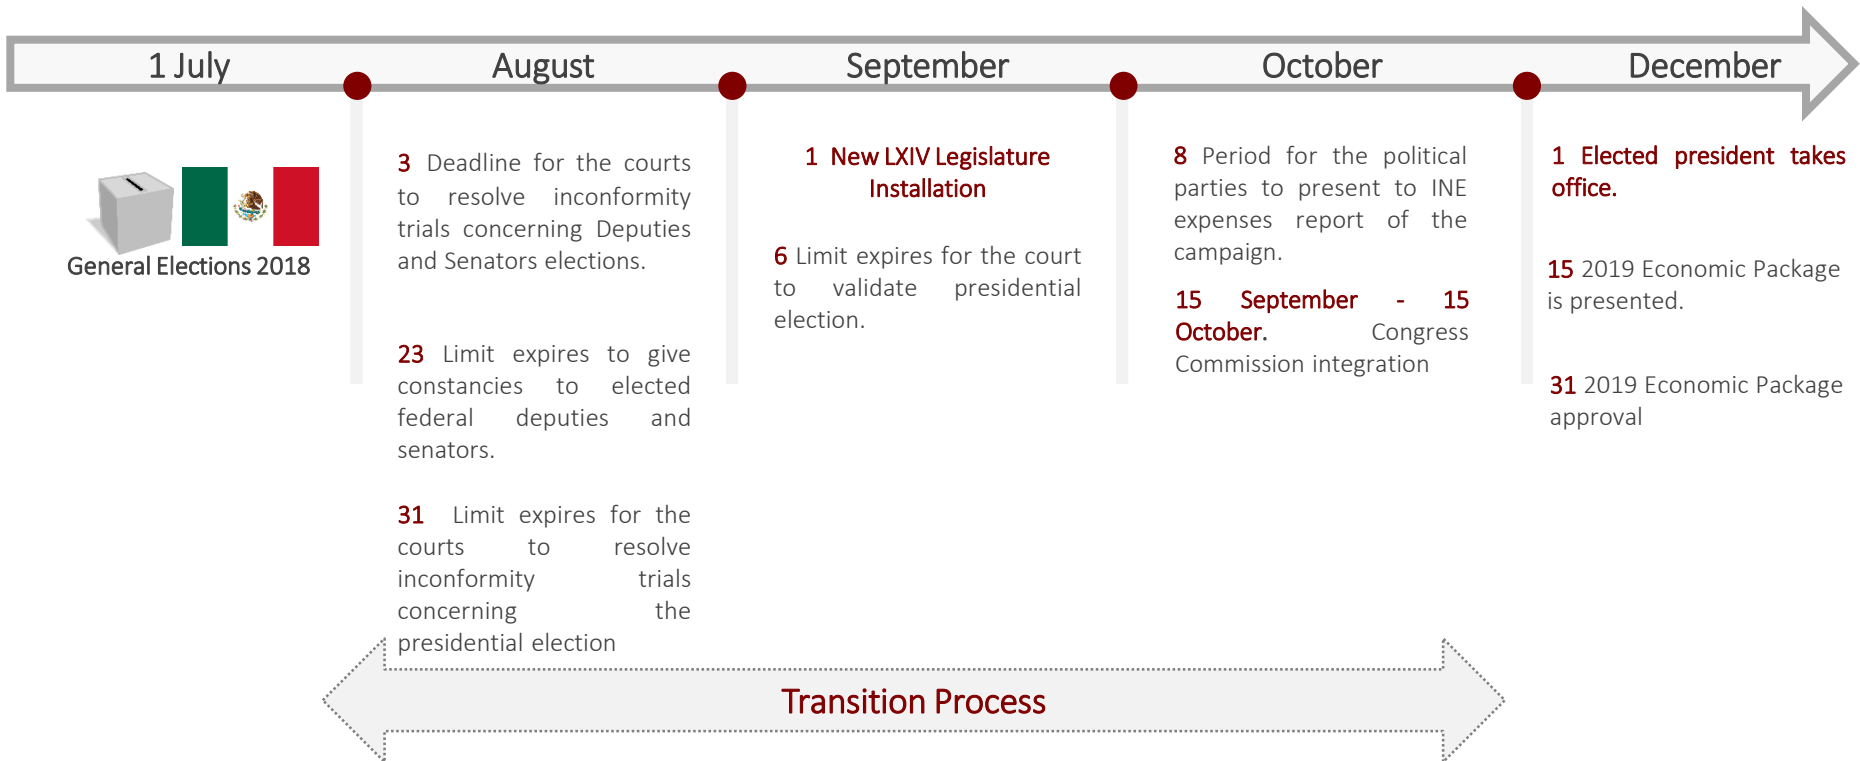 1 July
August
September
October
December
General Elections 2018
3 Deadline for the courts
to resolve inconformity
trials concerning Deputies
and Senators elections.
23 Limit expires to give
constancies to elected
federal deputies and
senators.
31 Limit expires for the
courts to resolve
inconformity trials
concerning the
presidential election
1 New LXIV Legislature
Installation
6 Limit expires for the court
to validate presidential
election.
8 Period for the political
parties to present to INE
expenses report of the
campaign.
15 September - 15
October. Congress
Commission integration
1 Elected president takes
office.
15 2019 Economic Package
is presented.
31 2019 Economic Package
approval
Transition Process